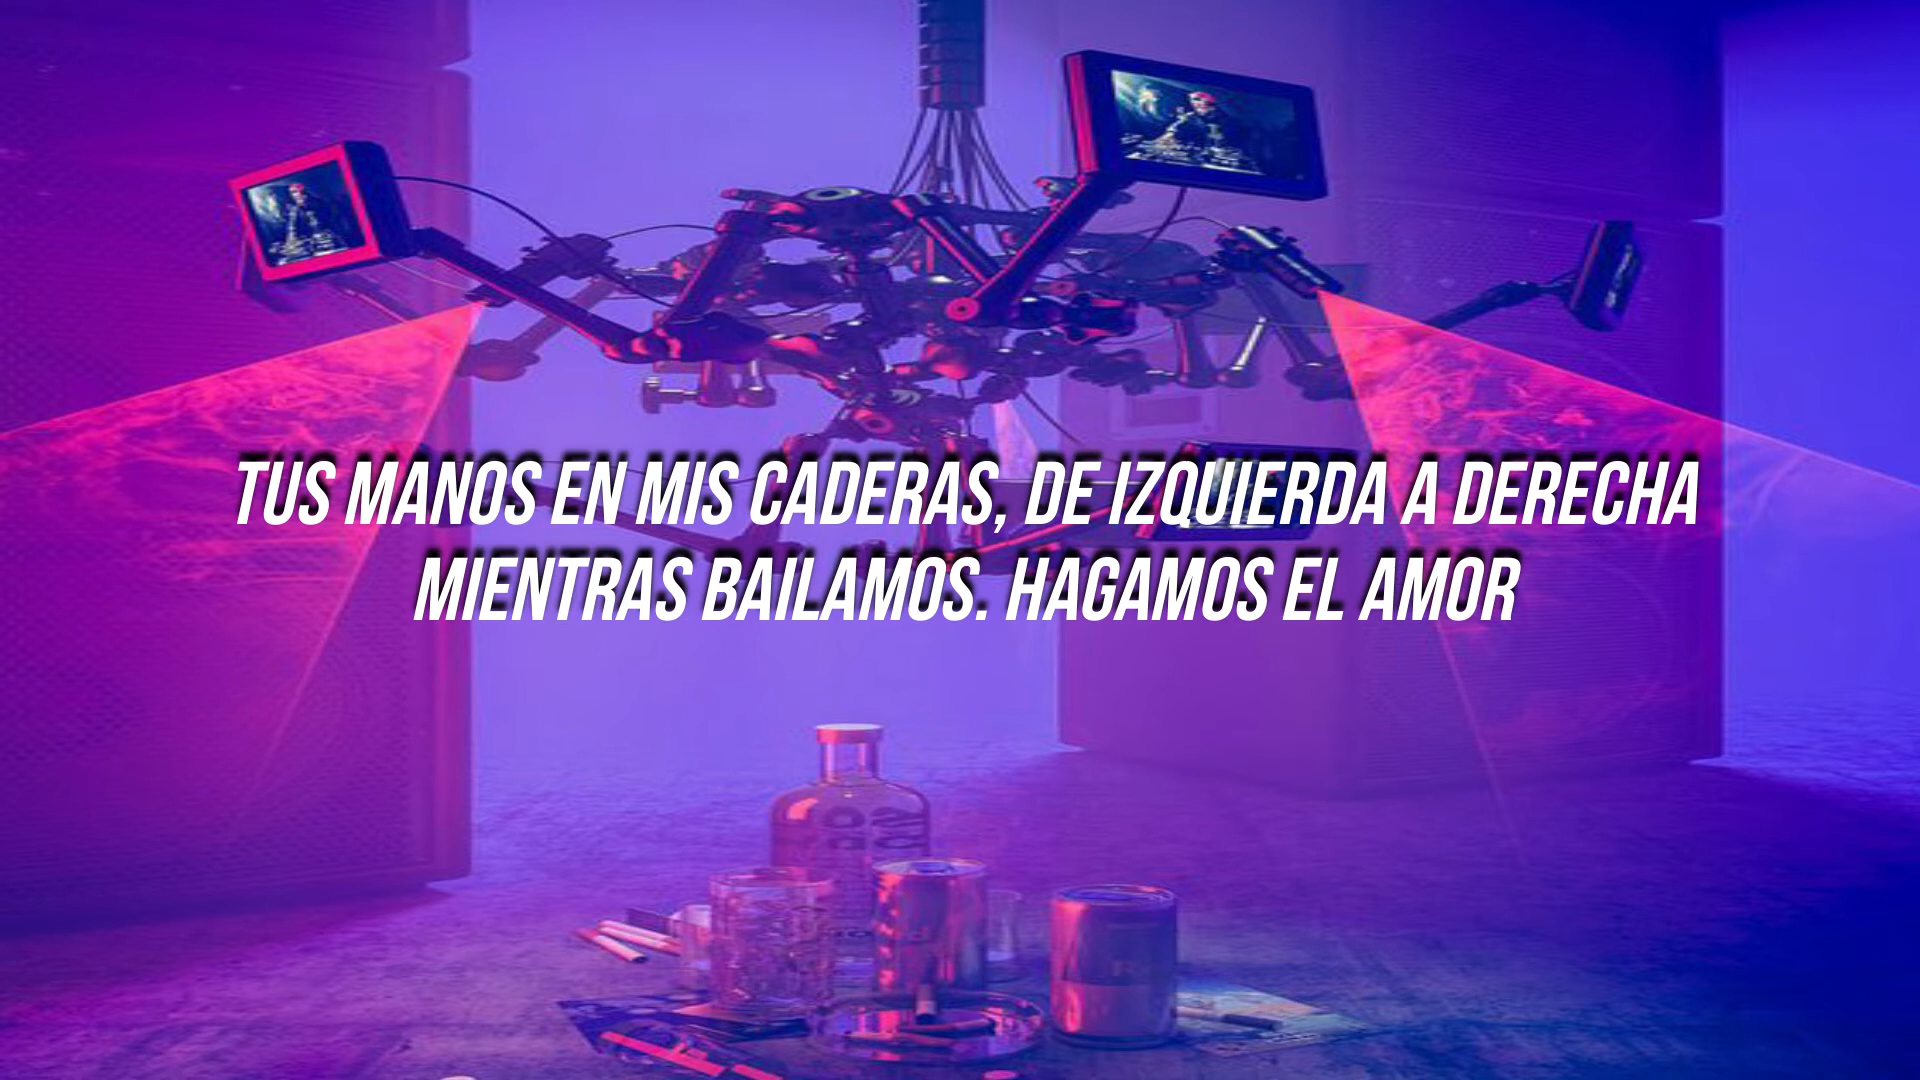 TUS MANOS EN MIS CADERAS, DE IZQUIERDA A DERECHA
MIENTRAS BAILAMOS. HAGAMOS EL AMOR